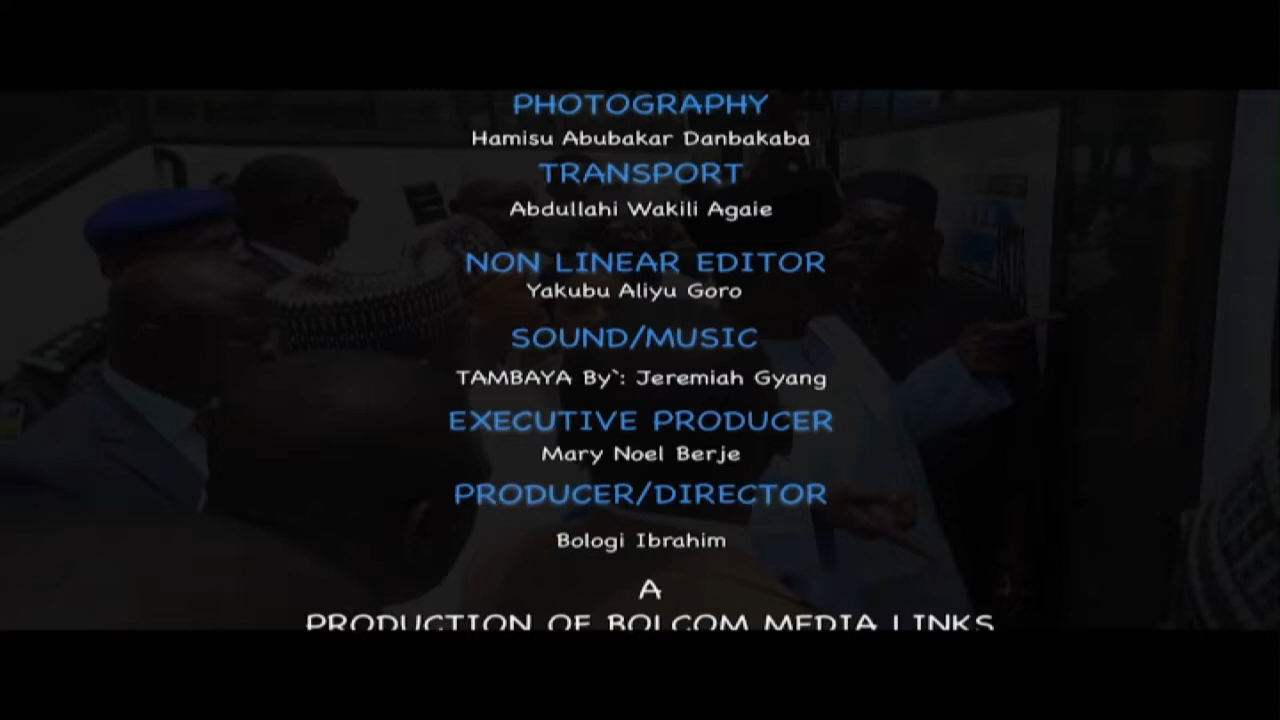 PHOTOGRAPHY
Hamisu Abubakar Danbakaba
TRANSPORT
Abdullahi Wakili Agaie
NON LINEAR EDITOR
Yakubu Aliyu Goro
SOUND/MUSIC
TAMBAYA By`: Jeremiah Gyang
EXECUTIVE PRODUCER
Mary Noel Berje
PRODUCER/DIRECTOR
Bologi Ibrahim
A
PRODUCTION OF BOLCOM MEDIA LINKS